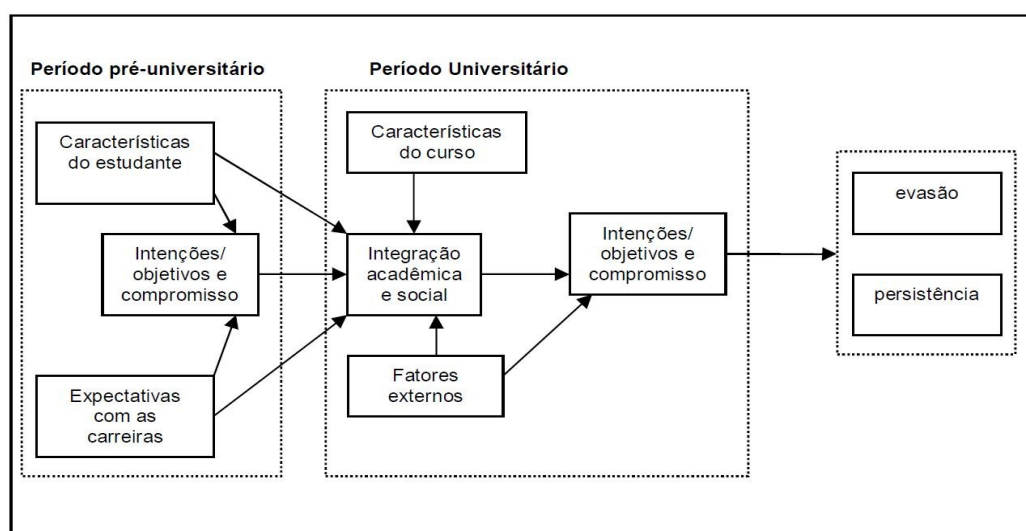 Período pré-universitário
Período Universitário
Características
do estudante
Intenções/
objetivos e
compromisso
Expectativas
com as
carreiras
Características
do curso
Integração
acadêmica
e social
Fatores
externos
Intenções/
objetivos e
compromisso
evasão
persistência